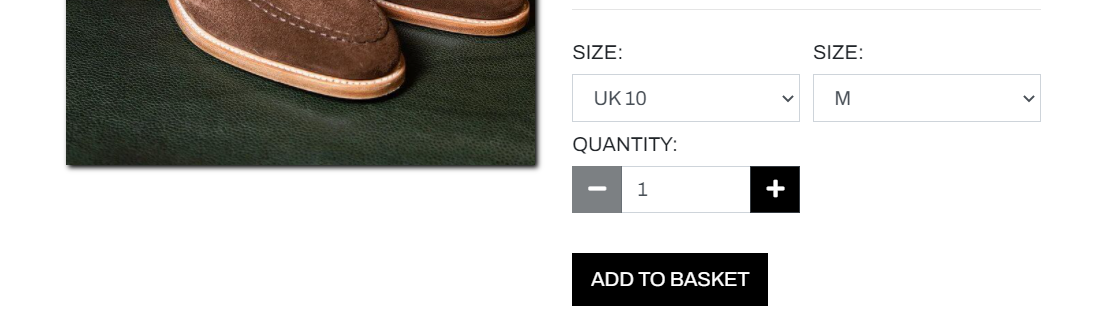 SIZE: SIZE:
UK 10 M
QUANTITY:
1
ADD TO BASKET